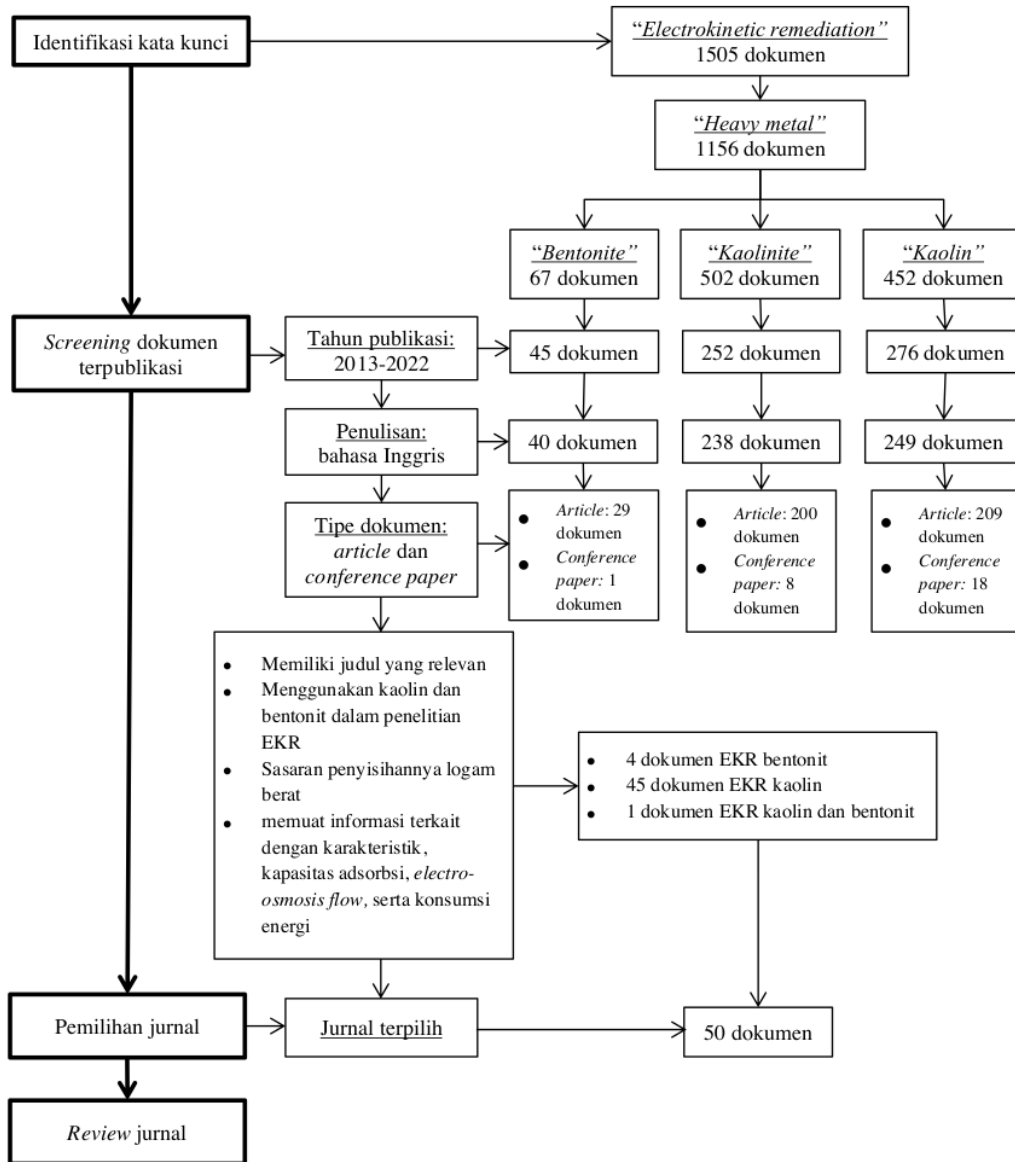 Identifikasi kata kunci
“Electrokinetic remediation”
1505 dokumen
“Heavy metal”
1156 dokumen
“Bentonite”
67 dokumen
“Kaolinite”
502 dokumen
“Kaolin”
452 dokumen
Screening dokumen
terpublikasi
Tahun publikasi:
2013-2022
45 dokumen
252 dokumen
276 dokumen
Penulisan:
bahasa Inggris
40 dokumen
238 dokumen
249 dokumen
Tipe dokumen:
article dan
conference paper
● Article: 29
dokumen
● Conference
paper: 1
dokumen
● Article: 200
dokumen
● Conference
paper: 8
dokumen
● Article: 209
dokumen
● Conference
paper: 18
dokumen
• Memiliki judul yang relevan
• Menggunakan kaolin dan
bentonit dalam penelitian
EKR
• Sasaran penyisihannya logam
berat
• memuat informasi terkait
dengan karakteristik,
kapasitas adsorbsi, electro-
osmosis flow, serta konsumsi
energi
• 4 dokumen EKR bentonit
• 45 dokumen EKR kaolin
• 1 dokumen EKR kaolin dan bentonit
Pemilihan jurnal
Jurnal terpilih
50 dokumen
Review jurnal